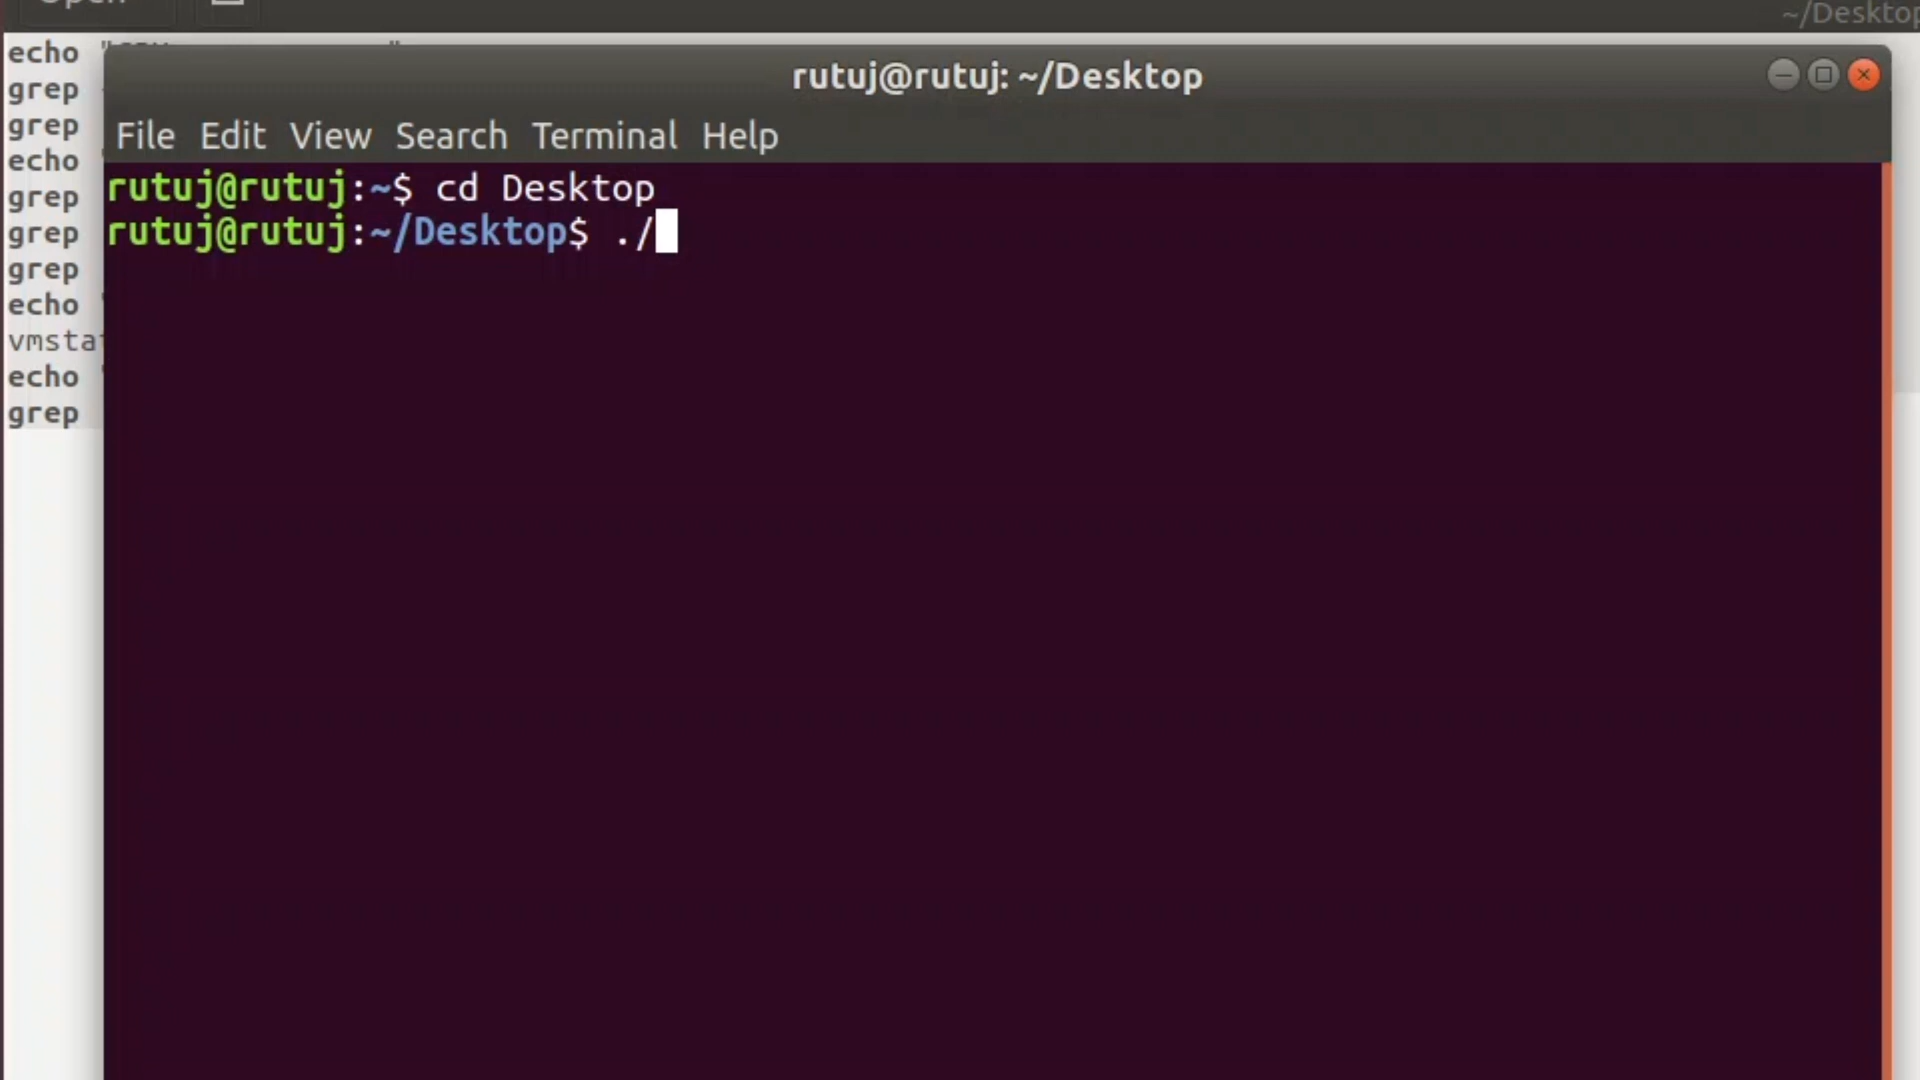 Open
~/Desktop
echo
grep
grep
echo
grep
grep
grep
echo
vmstat
echo
grep
rutuj@rutuj: ~/Desktop
File Edit View Search Terminal Help
rutuj@rutuj:~$ cd Desktop
rutuj@rutuj:~/Desktop$ ./